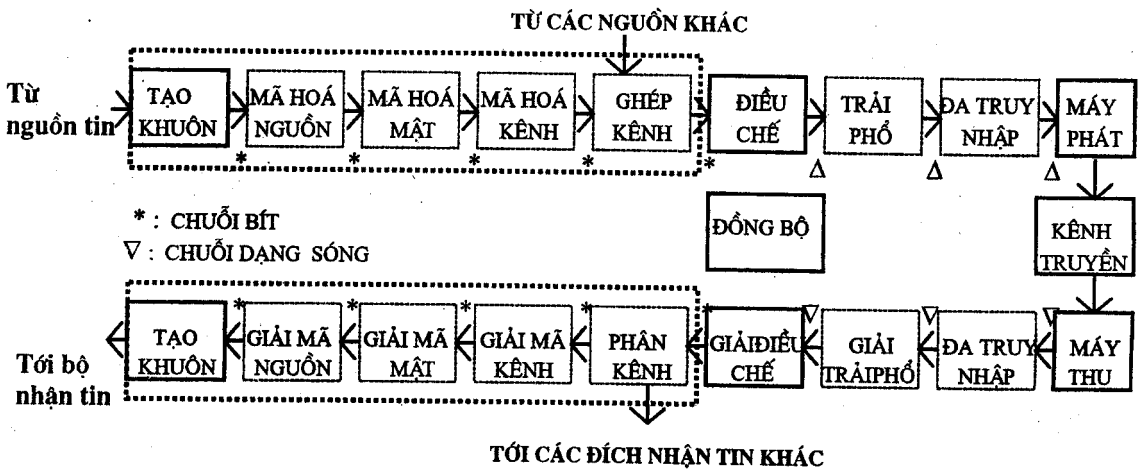 TỪ CÁC NGUỒN KHÁC
Từ
nguồn tin
TẠO
KHUÔN
MÃ HOÁ
NGUỒN
MÃ HOÁ
MẬT
MÃ HOÁ
KÊNH
GHÉP
KÊNH
ĐIỀU
CHẾ
TRẢI
PHỔ
ĐA TRUY
NHẬP
MÁY
PHÁT
* * * * *
Δ Δ Δ
* : CHUỖI BÍT
∇ : CHUỖI DẠNG SÓNG
ĐỒNG BỘ
KÊNH
TRUYỀN
* * * * *
∇ ∇ ∇
Tới bộ
nhận tin
TẠO
KHUÔN
GIẢI MÃ
NGUỒN
GIẢI MÃ
MẬT
GIẢI MÃ
KÊNH
PHÂN
KÊNH
GIẢIĐIỀU
CHẾ
GIẢI
TRẢIPHỔ
ĐA TRUY
NHẬP
MÁY
THU
TỚI CÁC ĐÍCH NHẬN TIN KHÁC